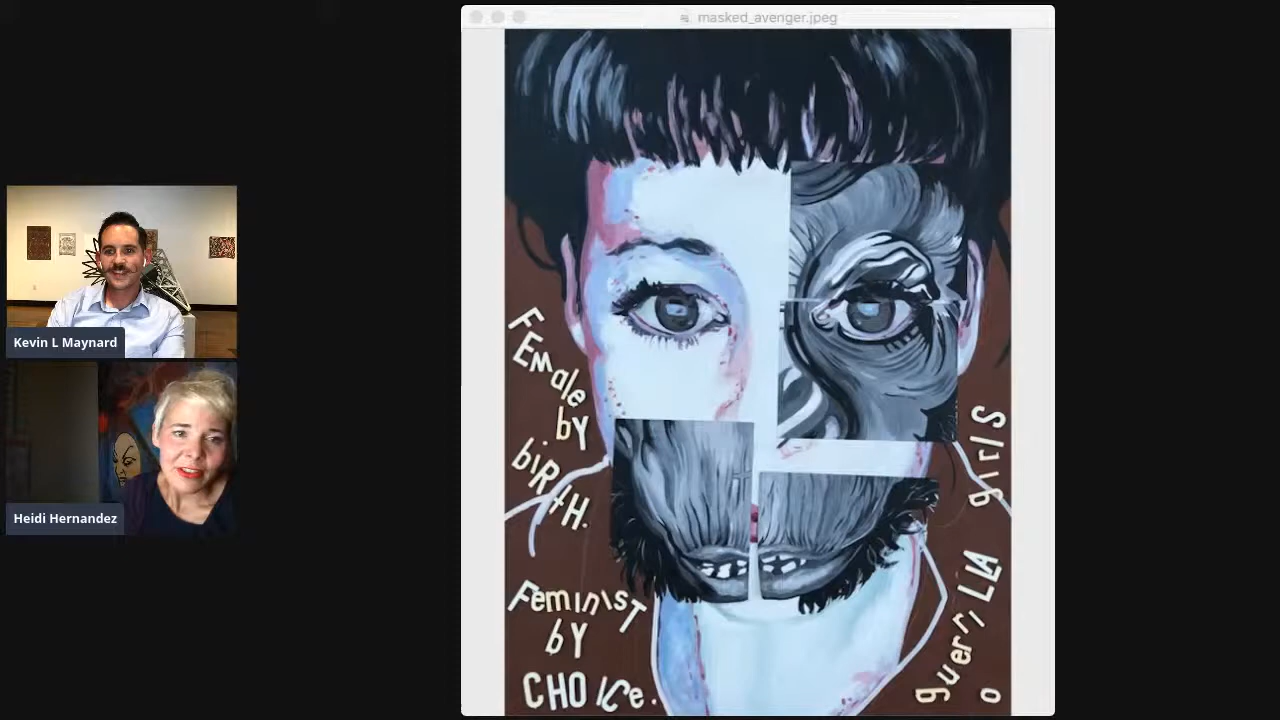 masked_avenger.jpeg
Kevin L Maynard
Heidi Hernandez
FEmale
by
biRtH.
FeminisT
by
CHOICe.
guerriLLA girlS
o